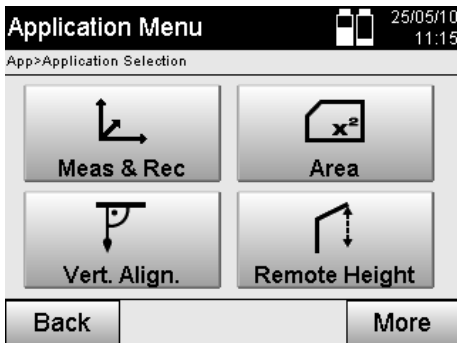 Application Menu
25/05/10
11:15
App>Application Selection
x²
Meas & Rec
Area
Vert. Align.
Remote Height
Back
More